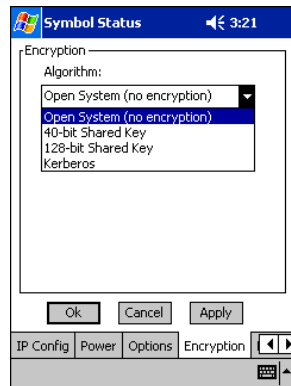 Symbol Status 3:21
Encryption
Algorithm:
Open System (no encryption)
Open System (no encryption)
40-bit Shared Key
128-bit Shared Key
Kerberos
Ok Cancel Apply
IP Config Power Options Encryption